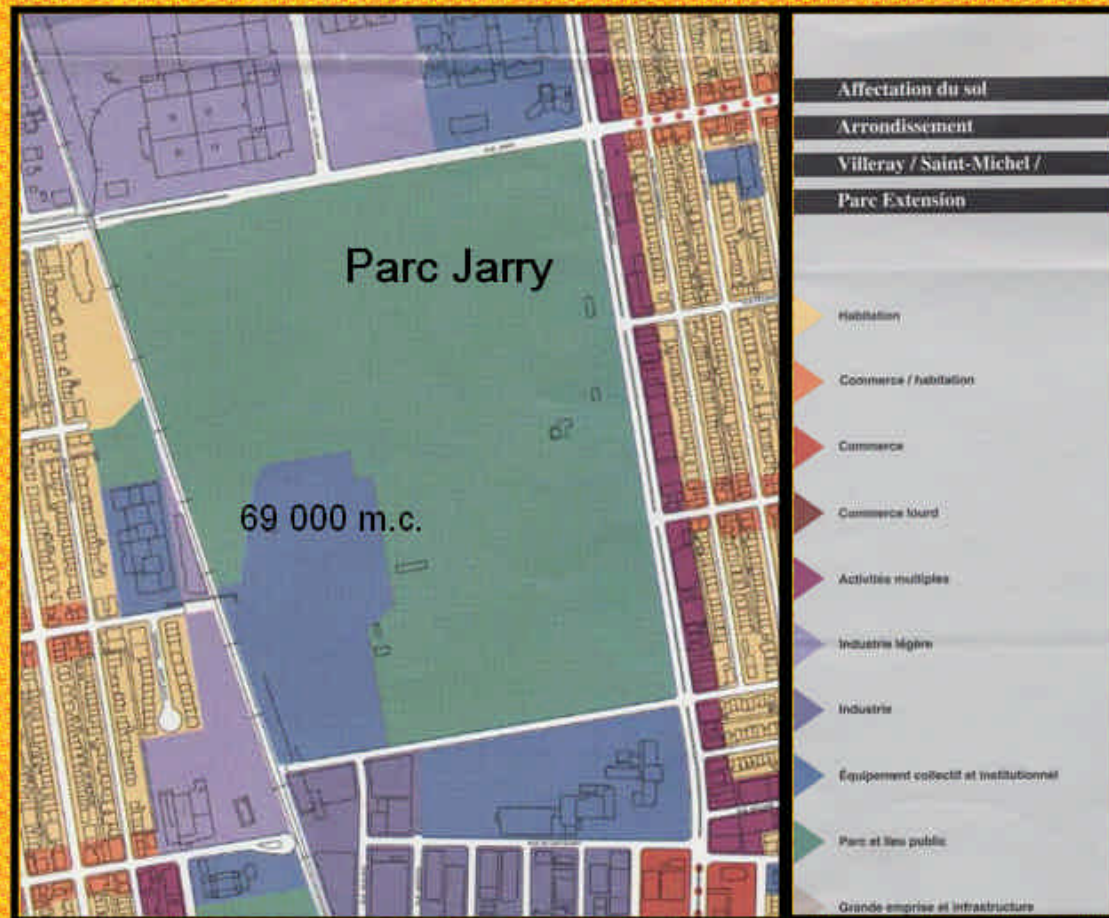 Parc Jarry
69 000 m.c.
Affectation du sol
Arrondissement
Villeray / Saint-Michel /
Parc Extension
Habitation
Commerce / habitation
Commerce
Commerce lourd
Activités multiples
Industrie légère
Industrie
Équipement collectif et institutionnel
Parc et lieu public
Grande emprise et infrastructure